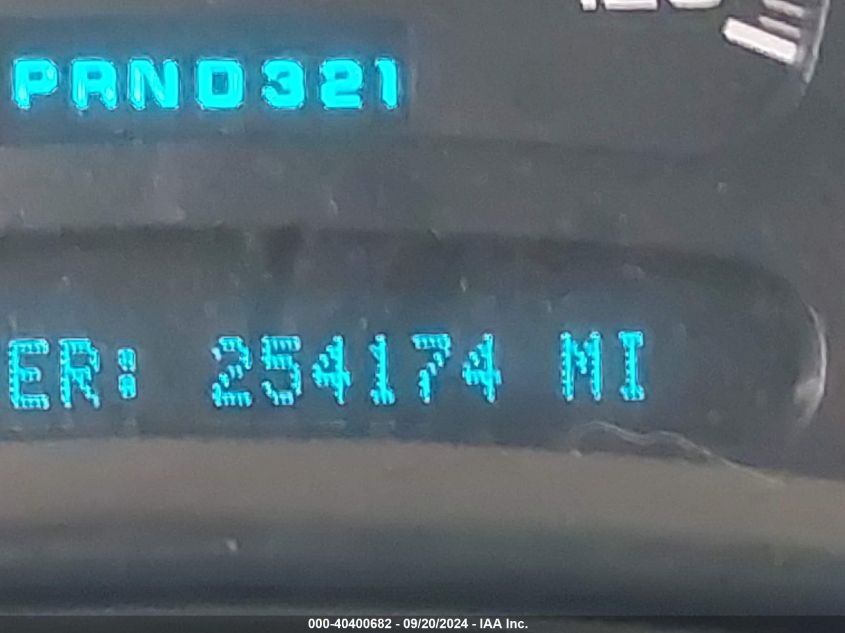 PRND321
ER: 254174 MI
000-40400682 - 09/20/2024 - IAA Inc.